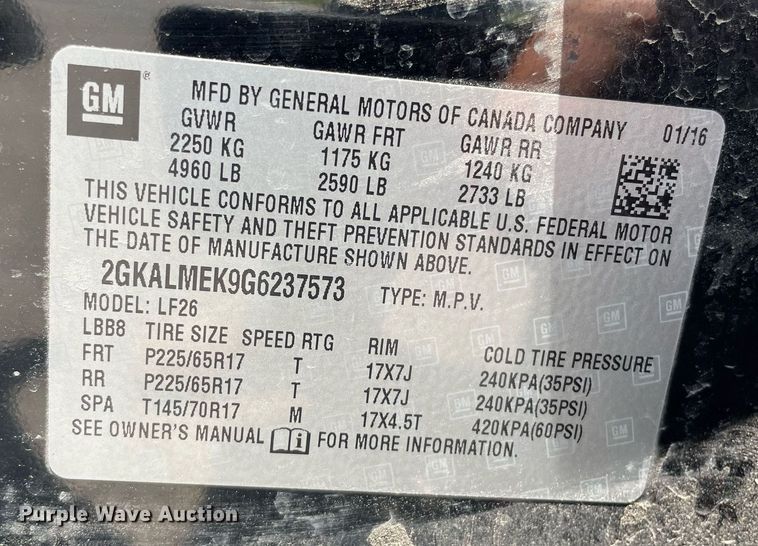 GM ®
MFD BY GENERAL MOTORS OF CANADA COMPANY 01/16
GVWR GAWR FRT GAWR RR
2250 KG 1175 KG 1240 KG
4960 LB 2590 LB 2733 LB
THIS VEHICLE CONFORMS TO ALL APPLICABLE U.S. FEDERAL MOTOR
VEHICLE SAFETY AND THEFT PREVENTION STANDARDS IN EFFECT ON
THE DATE OF MANUFACTURE SHOWN ABOVE.
2GKALMEK9G6237573 TYPE: M.P.V.
MODEL: LF26
LBB8 TIRE SIZE SPEED RTG RIM COLD TIRE PRESSURE
FRT P225/65R17 T 17X7J 240KPA(35PSI)
RR P225/65R17 T 17X7J 240KPA(35PSI)
SPA T145/70R17 M 17X4.5T 420KPA(60PSI)
SEE OWNER'S MANUAL i FOR MORE INFORMATION.
Purple Wave Auction